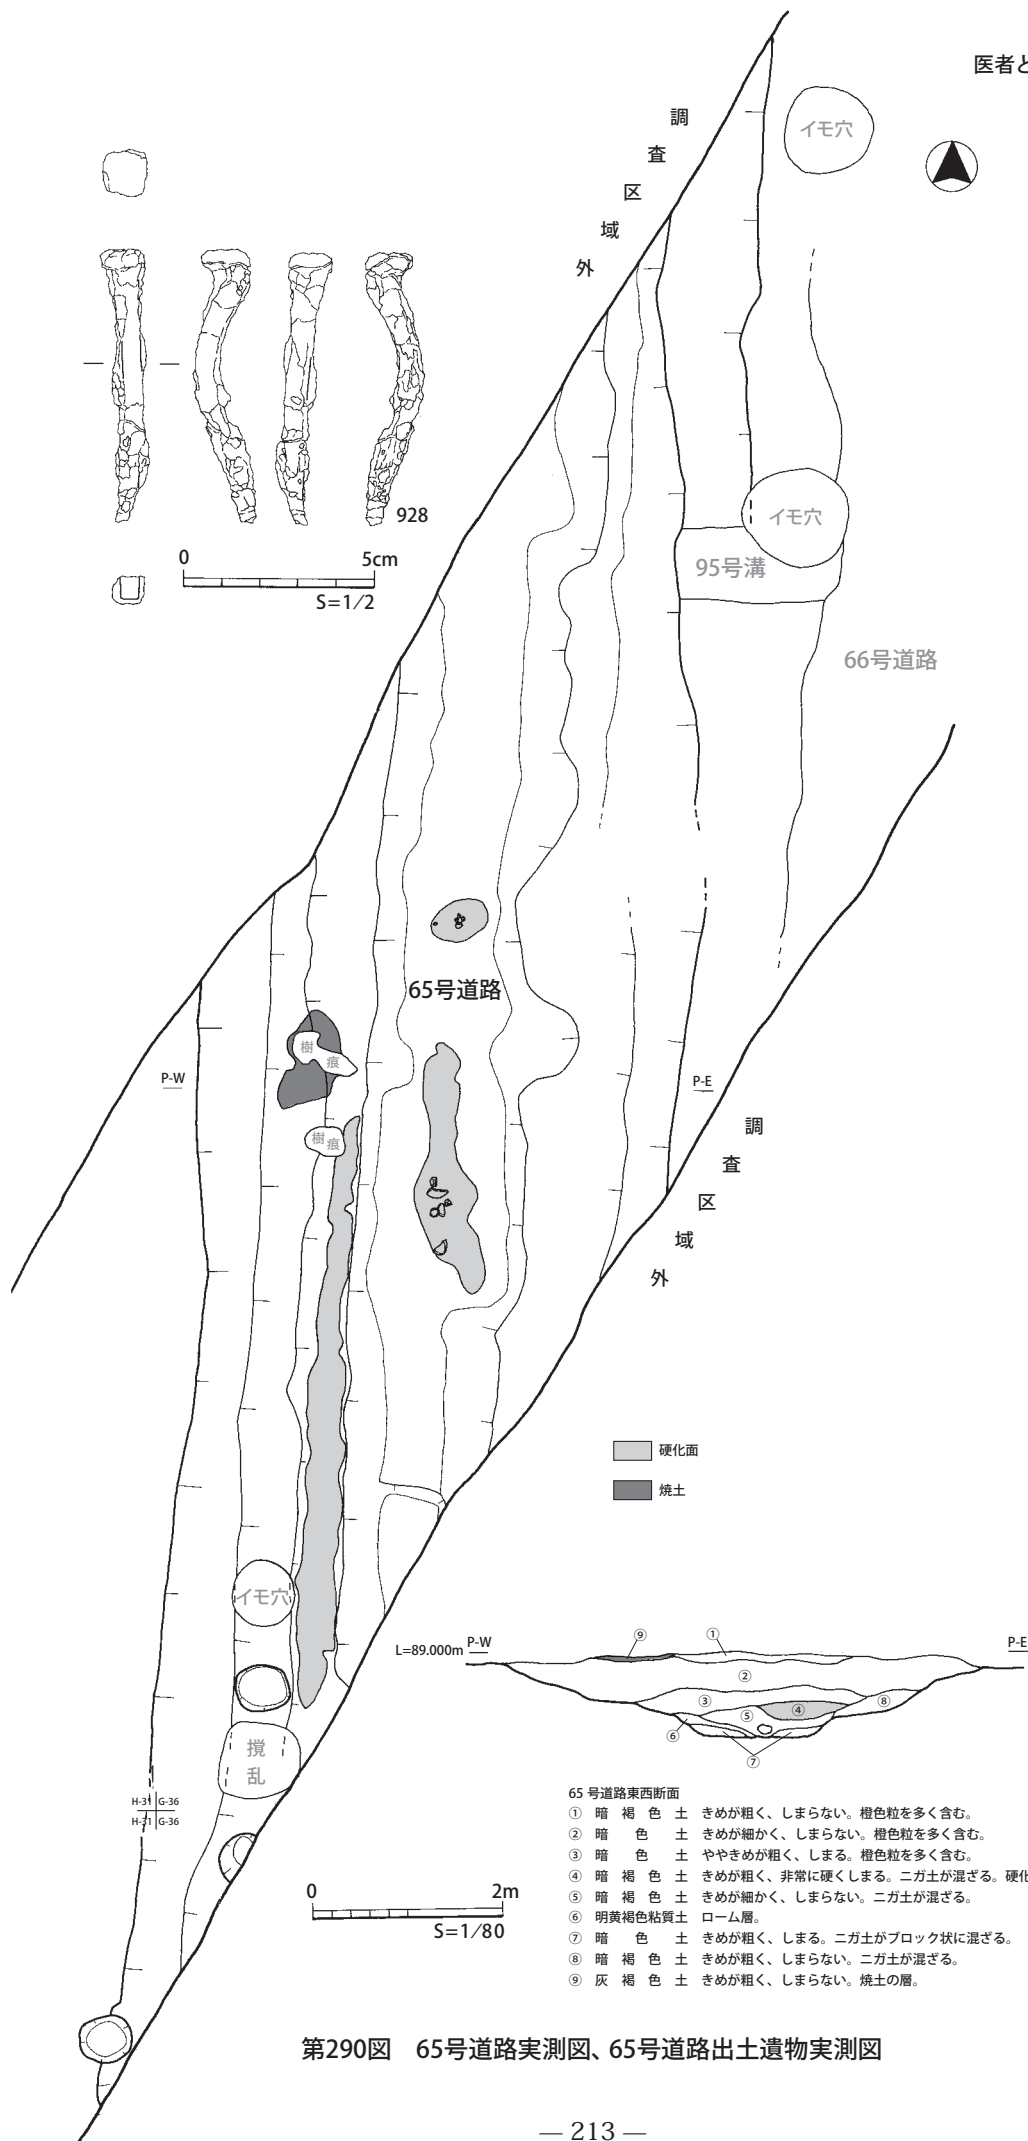 医者と
調査区域外
イモ穴
928
0 5cm
S=1/2
イモ穴
95号溝
66号道路
65号道路
樹痕
P-W
P-E
樹痕
調査区域外
硬化面
焼土
イモ穴
L=89.000m P-W
P-E
⑨ ① ② ③ ④ ⑤ ⑥ ⑦ ⑧
撹乱
H-31 G-36
H-31 G-36
0 2m
S=1/80
65号道路東西断面
① 暗褐色土 きめが粗く、しまらない。橙色粒を多く含む。
② 暗色土 きめが細かく、しまらない。橙色粒を多く含む。
③ 暗色土 ややきめが粗く、しまる。橙色粒を多く含む。
④ 暗褐色土 きめが粗く、非常に硬くしまる。ニガ土が混ざる。硬化
⑤ 暗褐色土 きめが細かく、しまらない。ニガ土が混ざる。
⑥ 明黄褐色粘質土 ローム層。
⑦ 暗色土 きめが粗く、しまる。ニガ土がブロック状に混ざる。
⑧ 暗褐色土 きめが粗く、しまらない。ニガ土が混ざる。
⑨ 灰褐色土 きめが粗く、しまらない。焼土の層。
第290図 65号道路実測図、65号道路出土遺物実測図
— 213 —